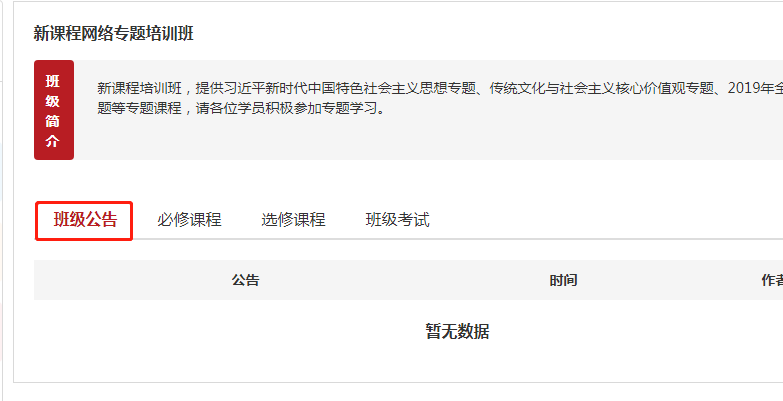 新课程网络专题培训班
班级简介
新课程培训班，提供习近平新时代中国特色社会主义思想专题、传统文化与社会主义核心价值观专题、2019年全
题等专题课程，请各位学员积极参加专题学习。
班级公告 必修课程 选修课程 班级考试
公告 时间 作者
暂无数据